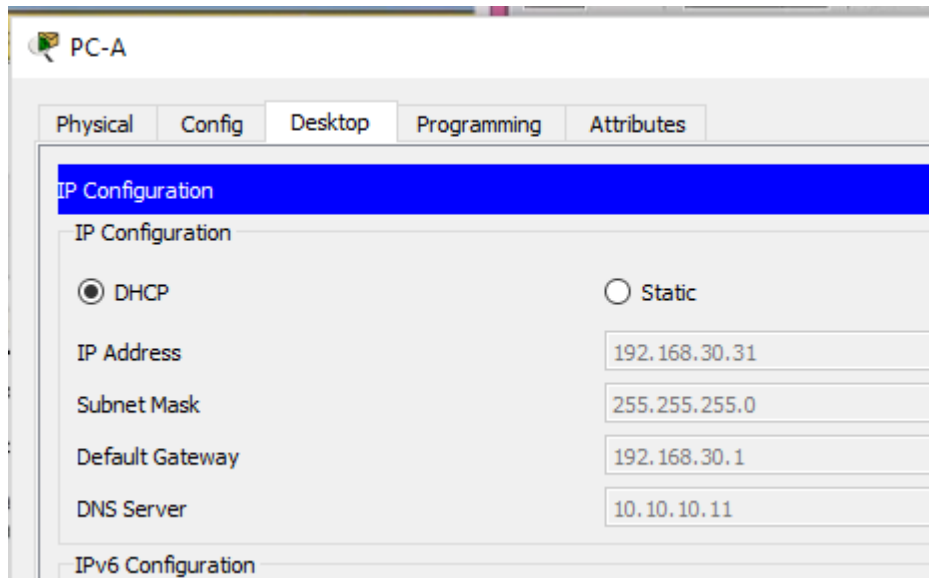 PC-A
Physical Config Desktop Programming Attributes
IP Configuration
IP Configuration
DHCP Static
IP Address 192.168.30.31
Subnet Mask 255.255.255.0
Default Gateway 192.168.30.1
DNS Server 10.10.10.11
IPv6 Configuration